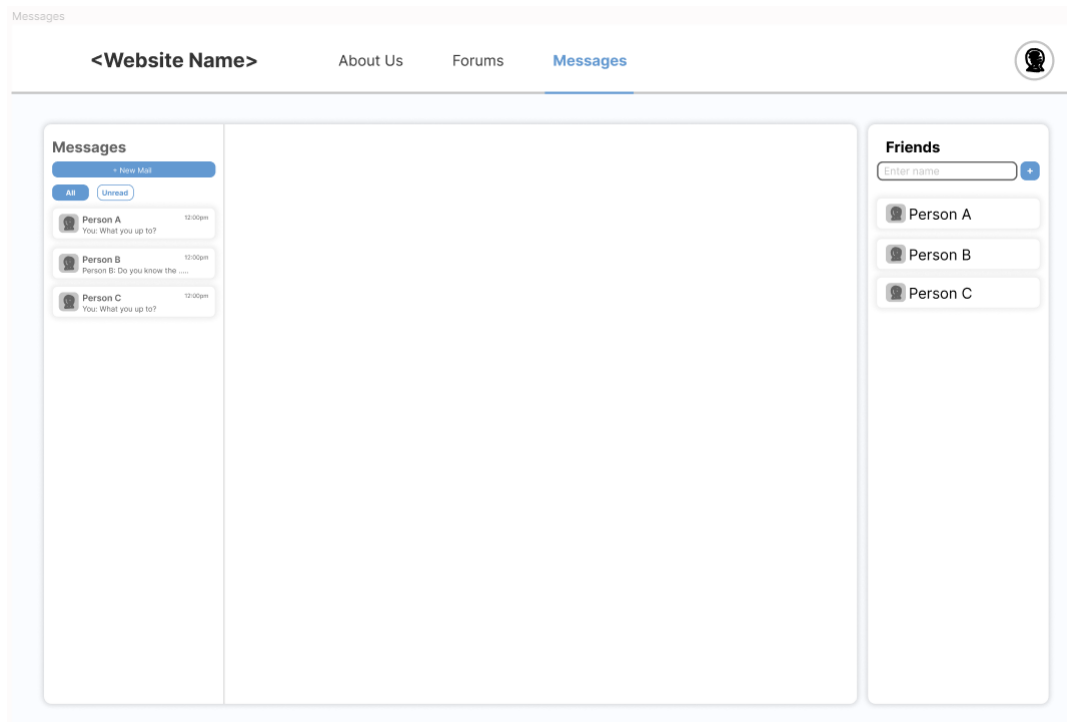 Messages
<Website Name> About Us Forums Messages
Messages
+ New Mail
All Unread
Person A 12:00pm
You: What you up to?
Person B 12:00pm
Person B: Do you know the .....
Person C 12:00pm
You: What you up to?
Friends
Enter name +
Person A
Person B
Person C